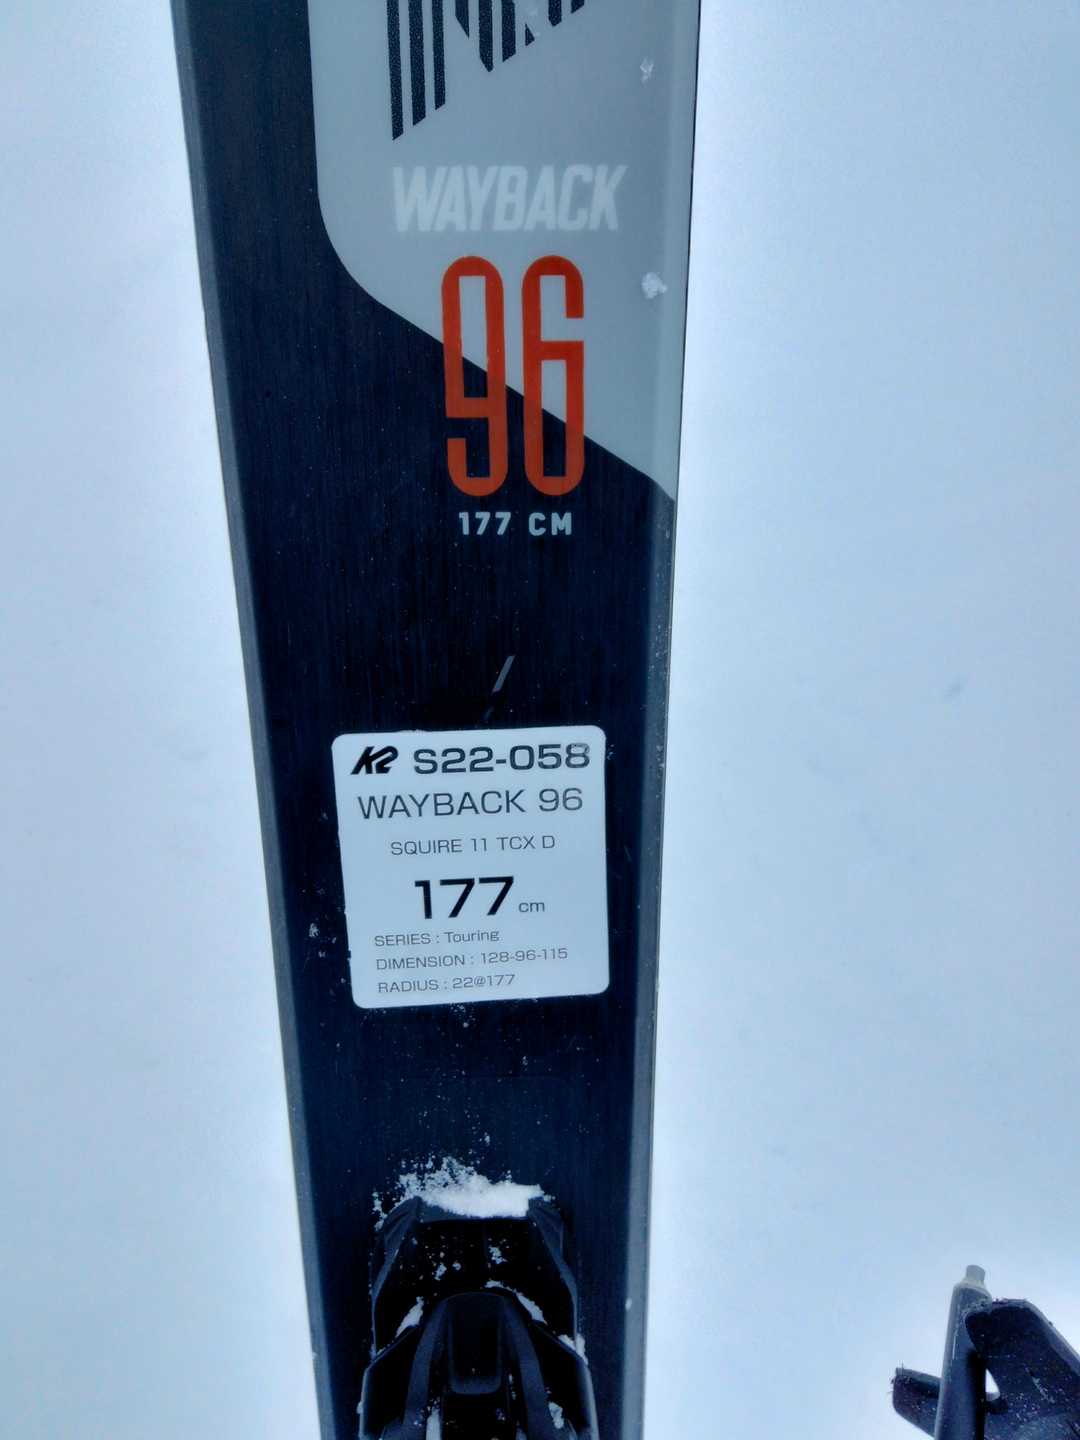 WAYBACK
96
177 CM
K2 S22-058
WAYBACK 96
SQUIRE 11 TCX D
177 cm
SERIES : Touring
DIMENSION : 128-96-115
RADIUS : 22@177